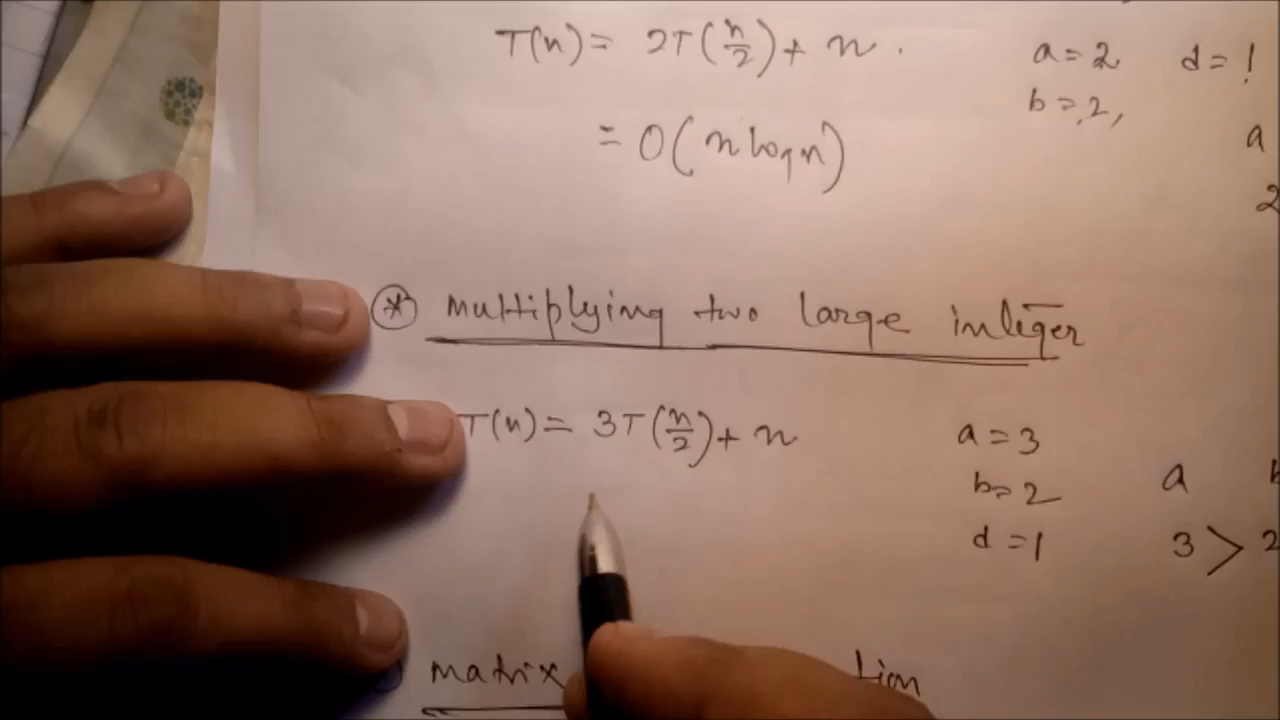 T(n) = 2T(n/2) + n .
a = 2 d = 1
b = 2,
= O(n log n)
a
2
* multiplying two large integer
T(n) = 3T(n/2) + n
a = 3
b = 2 a b
d = 1 3 > 2
matrix tion